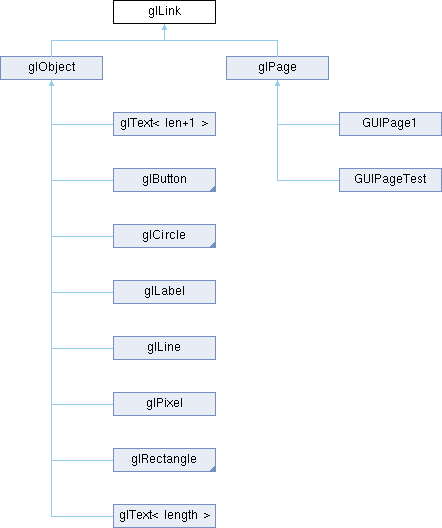 glLink
glObject
glPage
glText< len+1 >
GUIPage1
glButton
GUIPageTest
glCircle
glLabel
glLine
glPixel
glRectangle
glText< length >